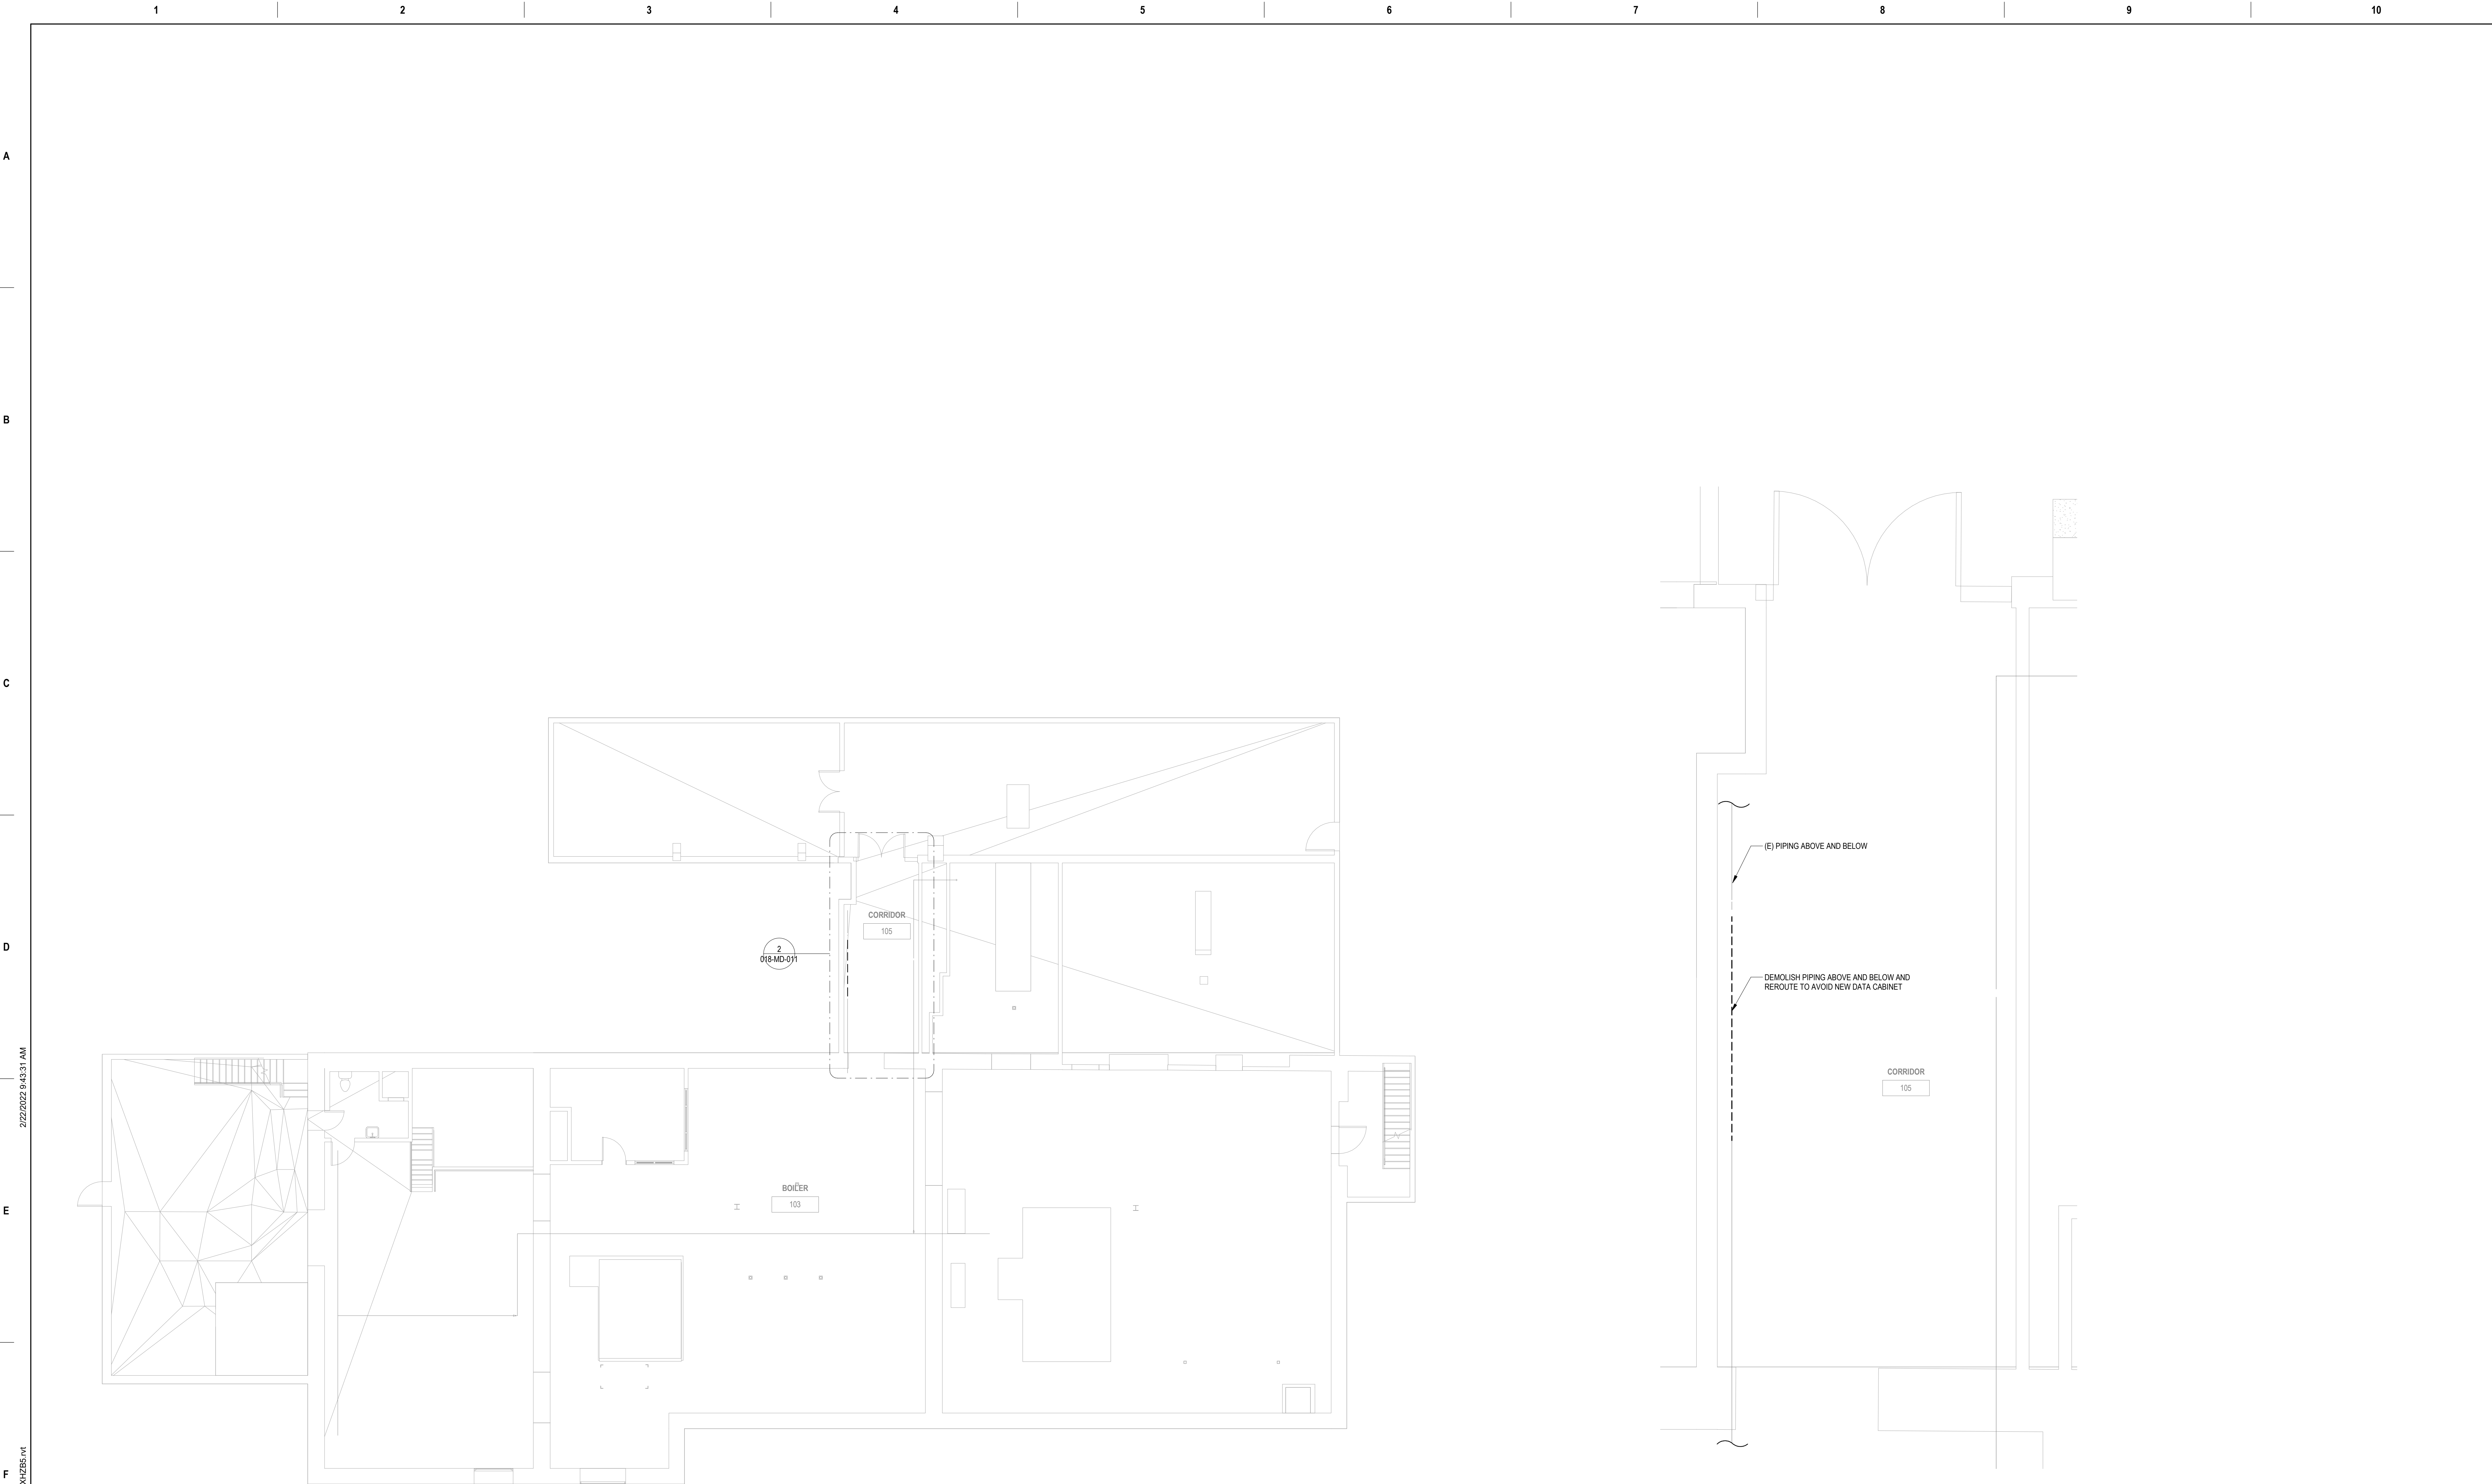 1
2
3
4
5
6
7
8
9
10
A
B
C
D
E
F
2/22/2022 9:43:31 AM
XHZB5.rvt
CORRIDOR
105
2
018-MD-011
BOILER
103
(E) PIPING ABOVE AND BELOW
DEMOLISH PIPING ABOVE AND BELOW AND
REROUTE TO AVOID NEW DATA CABINET
CORRIDOR
105